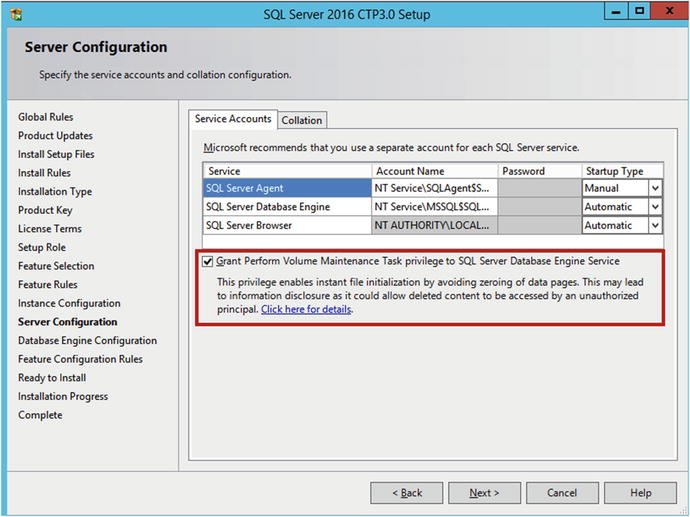 SQL Server 2016 CTP3.0 Setup
Server Configuration
Specify the service accounts and collation configuration.
Global Rules
Product Updates
Install Setup Files
Install Rules
Installation Type
Product Key
License Terms
Setup Role
Feature Selection
Feature Rules
Instance Configuration
Server Configuration
Database Engine Configuration
Feature Configuration Rules
Ready to Install
Installation Progress
Complete
Service Accounts Collation
Microsoft recommends that you use a separate account for each SQL Server service.
Service Account Name Password Startup Type
SQL Server Agent NT Service\SQLAgent$S... Manual
SQL Server Database Engine NT Service\MSSQL$SQL... Automatic
SQL Server Browser NT AUTHORITY\LOCAL... Automatic
Grant Perform Volume Maintenance Task privilege to SQL Server Database Engine Service
This privilege enables instant file initialization by avoiding zeroing of data pages. This may lead
to information disclosure as it could allow deleted content to be accessed by an unauthorized
principal. Click here for details.
< Back Next > Cancel Help